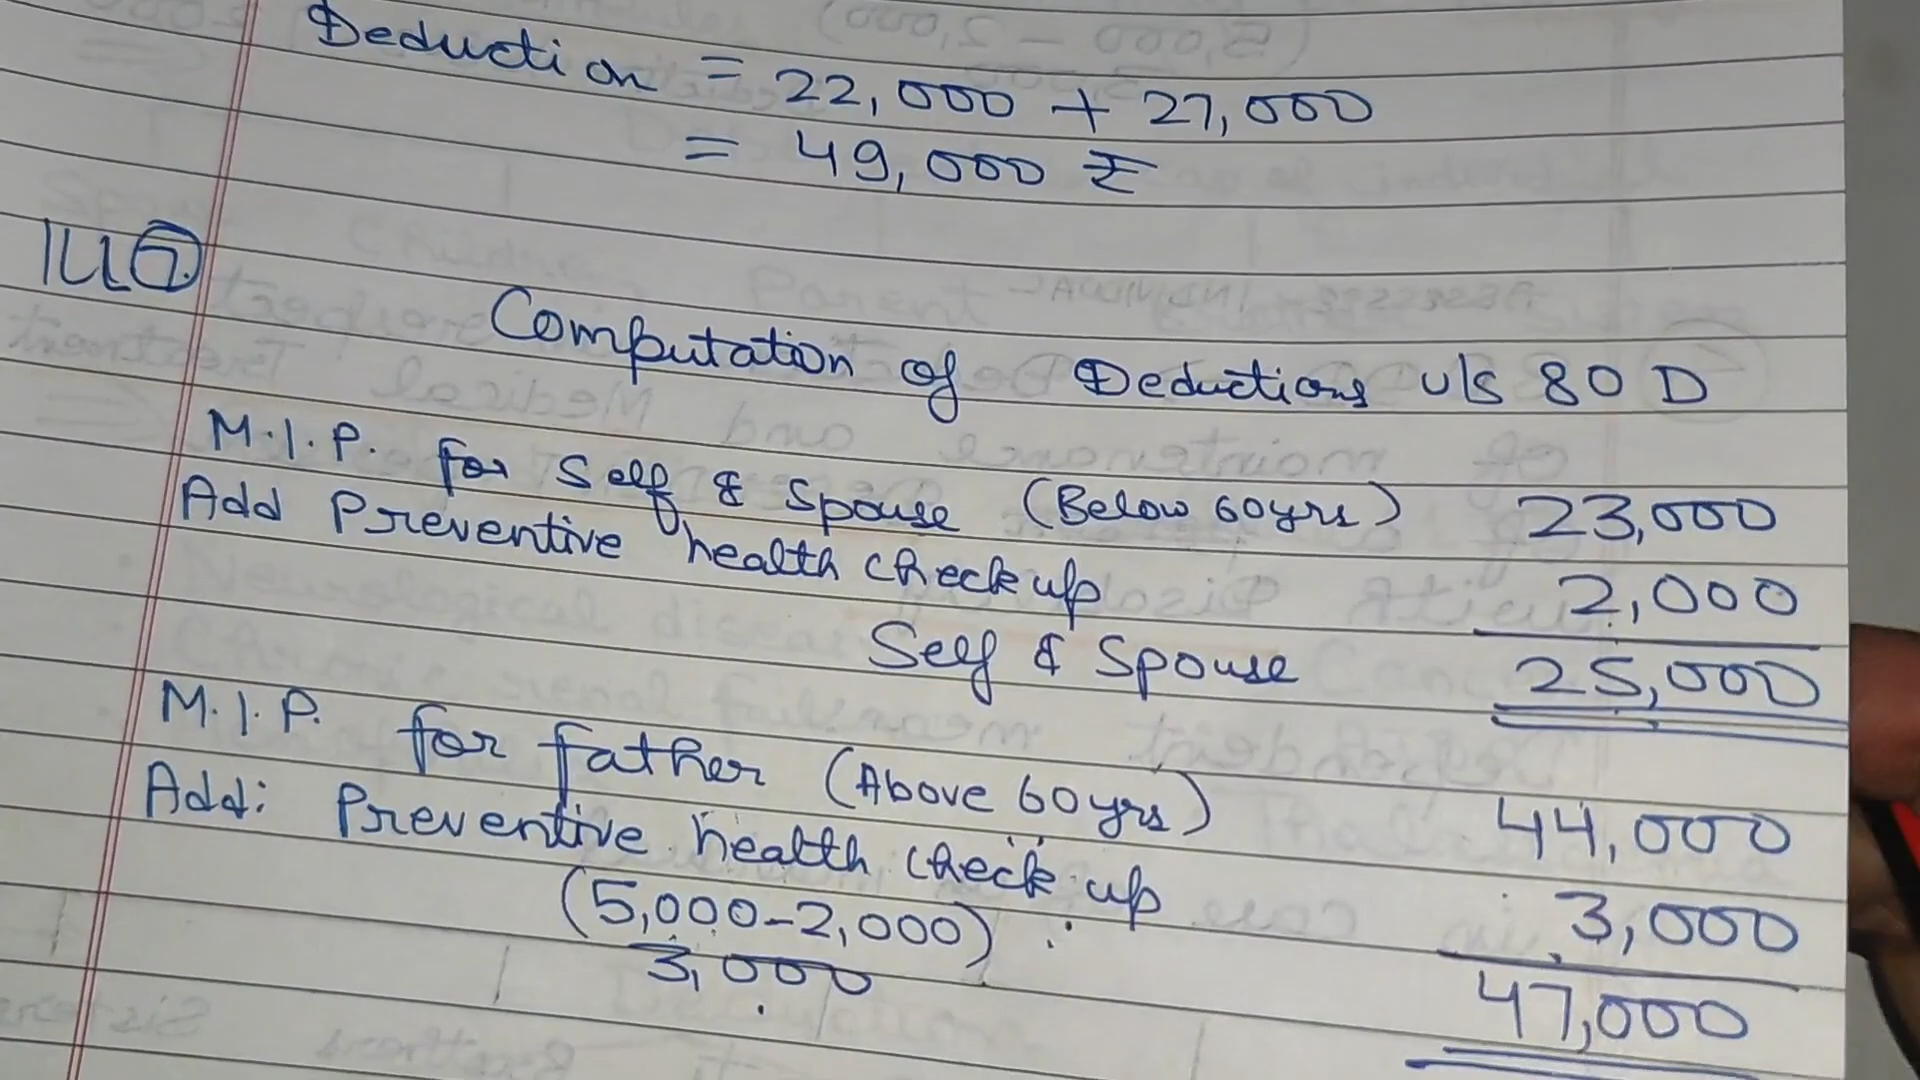 Deduction = 22,000 + 27,000
= 49,000 ₹
Ill 7.
Computation of Deductions u/s 80 D
M.I.P. for Self & Spouse (Below 60yrs) 23,000
Add Preventive health check up 2,000
Self & Spouse 25,000
M.I.P. for father (Above 60yrs) 44,000
Add: Preventive health check up 3,000
(5,000-2,000)
3,000
47,000